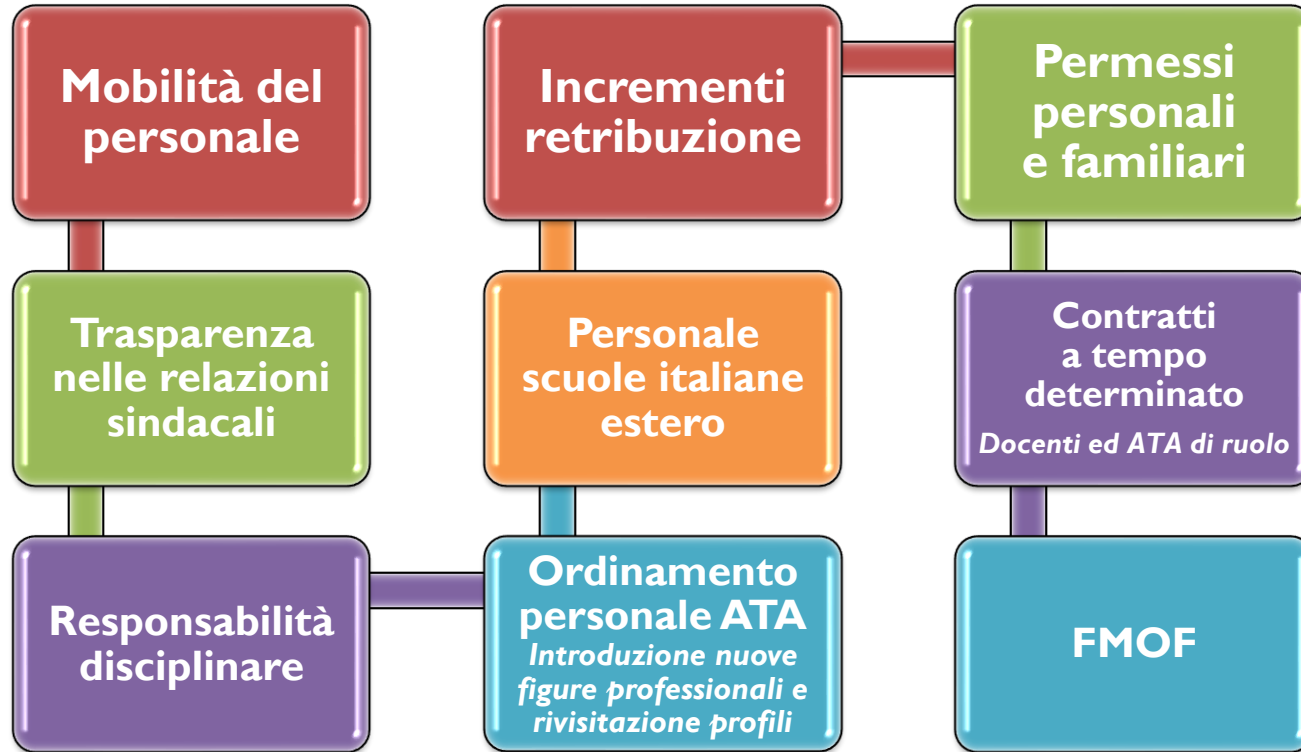 Mobilità del
personale
Trasparenza
nelle relazioni
sindacali
Responsabilità
disciplinare
Ordinamento
personale ATA
Introduzione nuove
figure professionali e
rivisitazione profili
Personale
scuole italiane
estero
Incrementi
retribuzione
Permessi
personali
e familiari
Contratti
a tempo
determinato
Docenti ed ATA di ruolo
FMOF